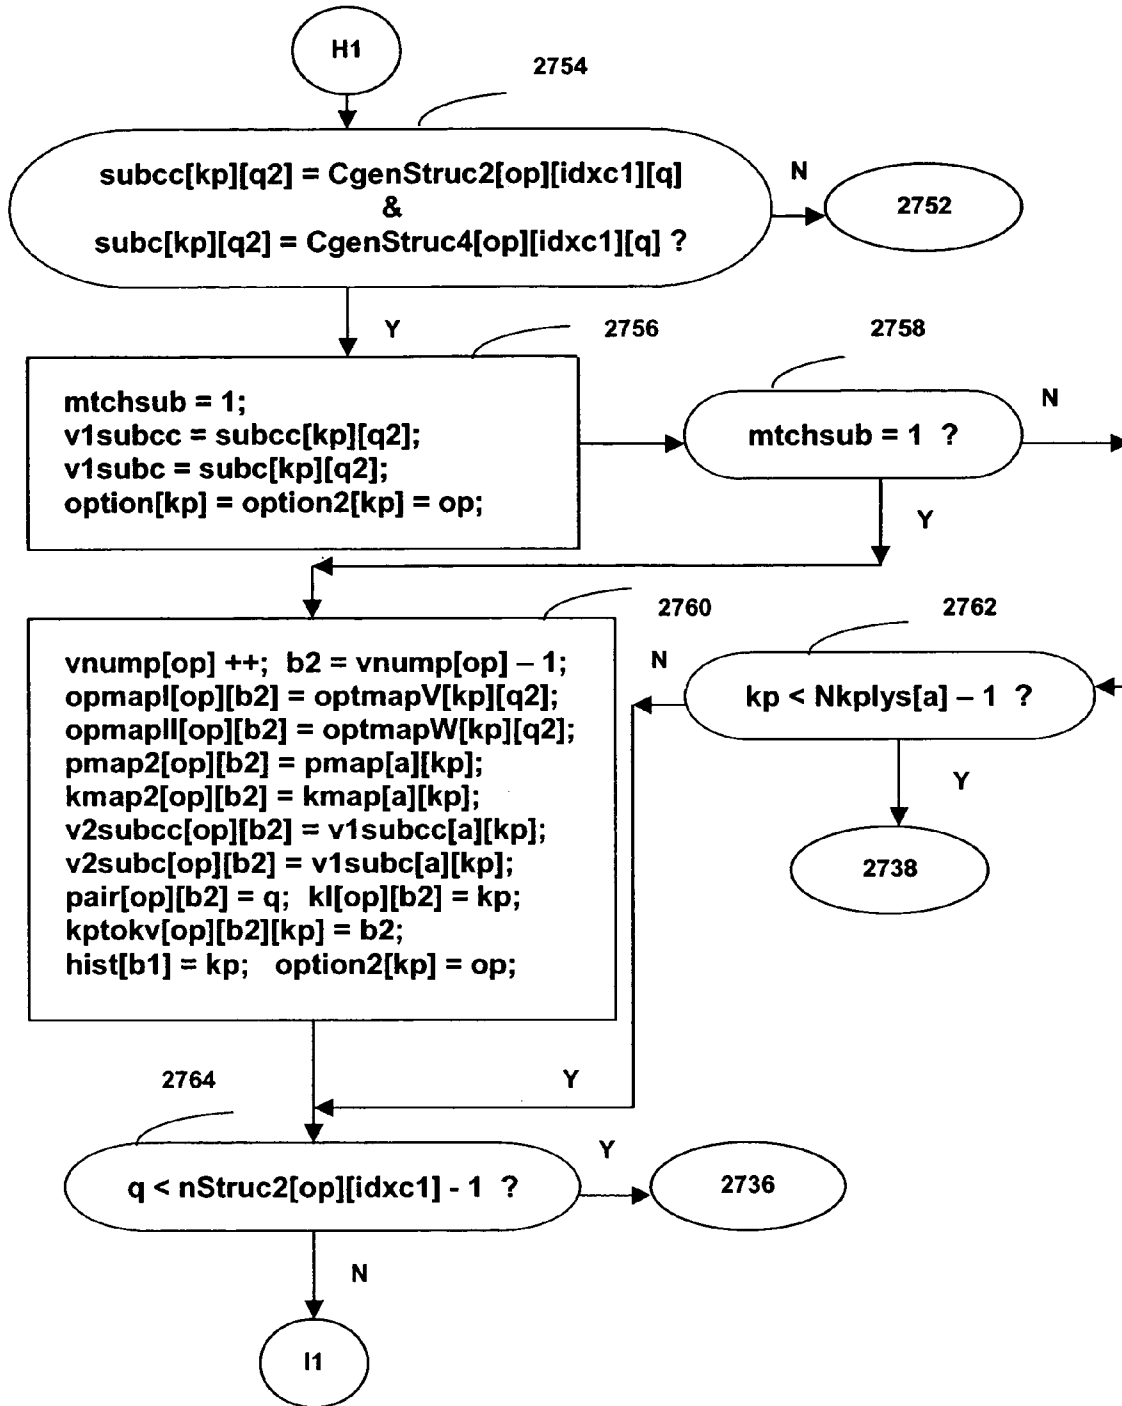 H1
2754
subcc[kp][q2] = CgenStruc2[op][idxc1][q]
&
subc[kp][q2] = CgenStruc4[op][idxc1][q] ?
N
2752
Y
2756
2758
mtchsub = 1;
v1subcc = subcc[kp][q2];
v1subc = subc[kp][q2];
option[kp] = option2[kp] = op;
mtchsub = 1 ?
N
Y
2760
2762
vnump[op] ++; b2 = vnump[op] – 1;
opmapI[op][b2] = optmapV[kp][q2];
opmapII[op][b2] = optmapW[kp][q2];
pmap2[op][b2] = pmap[a][kp];
kmap2[op][b2] = kmap[a][kp];
v2subcc[op][b2] = v1subcc[a][kp];
v2subc[op][b2] = v1subc[a][kp];
pair[op][b2] = q; kl[op][b2] = kp;
kptokv[op][b2][kp] = b2;
hist[b1] = kp; option2[kp] = op;
N
kp < Nkplys[a] – 1 ?
Y
2738
2764
Y
q < nStruc2[op][idxc1] - 1 ?
Y
2736
N
I1